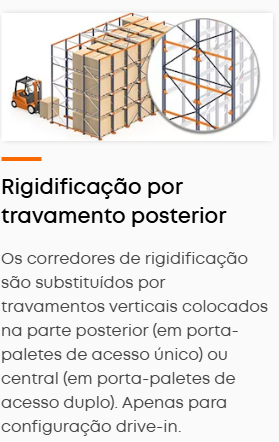 Rigidificação por
travamento posterior
Os corredores de rigidificação
são substituídos por
travamentos verticais colocados
na parte posterior (em porta-
paletes de acesso único) ou
central (em porta-paletes de
acesso duplo). Apenas para
configuração drive-in.